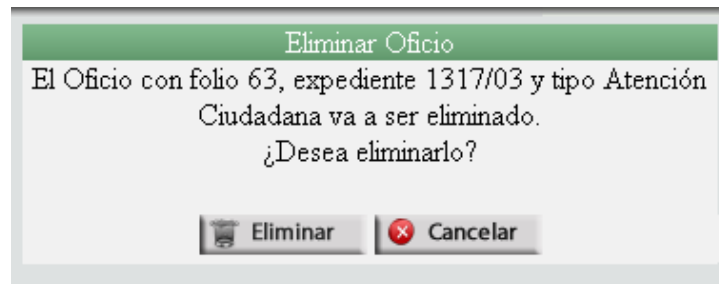 Eliminar Oficio
El Oficio con folio 63, expediente 1317/03 y tipo Atención
Ciudadana va a ser eliminado.
¿Desea eliminarlo?
Eliminar
Cancelar